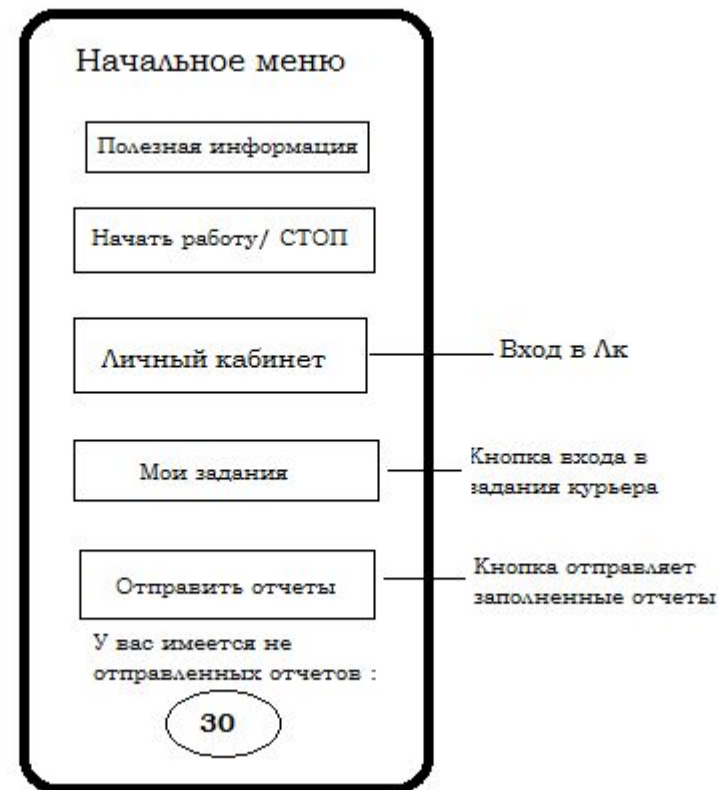 Начальное меню
Полезная информация
Начать работу/ СТОП
Личный кабинет
Вход в Лк
Мои задания
Кнопка входа в
задания курьера
Отправить отчеты
Кнопка отправляет
заполненные отчеты
У вас имеется не
отправленных отчетов :
30